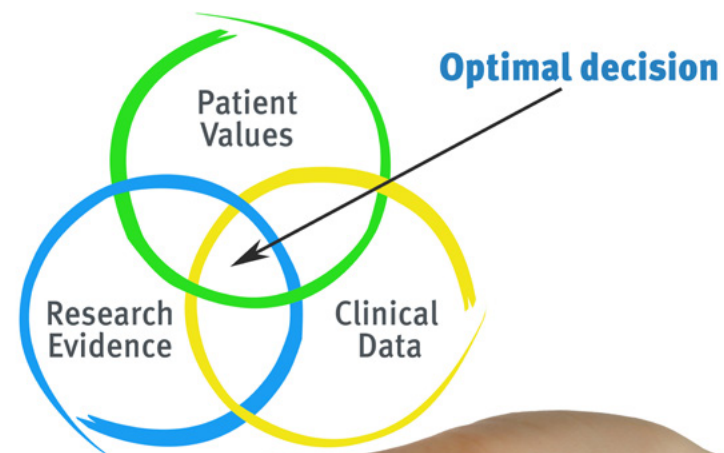 Optimal decision
Patient
Values
Research
Evidence
Clinical
Data